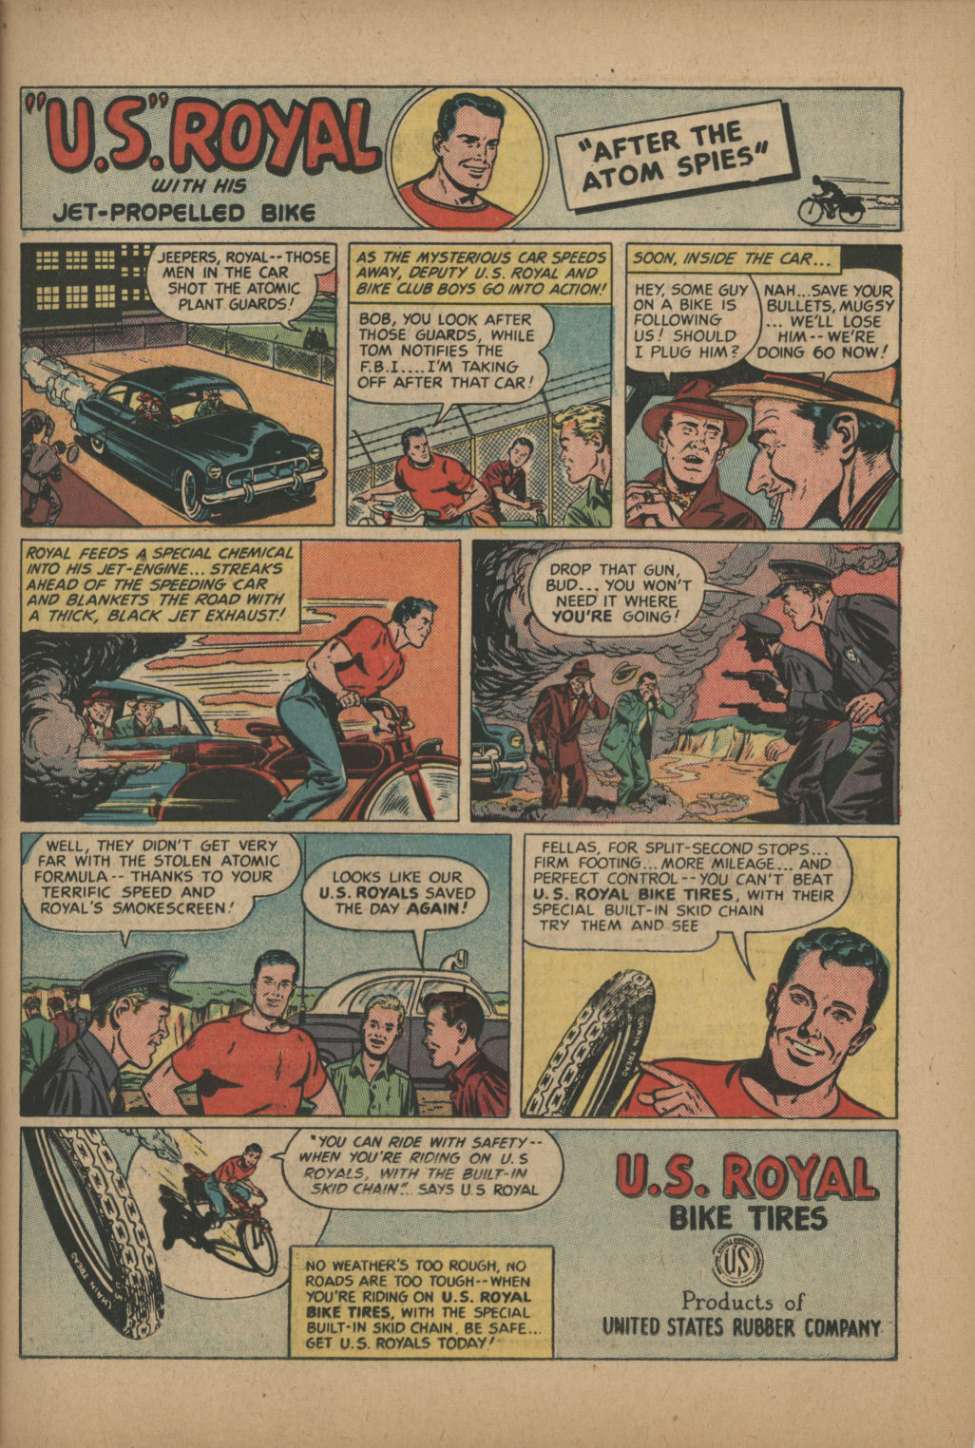 "U.S." ROYAL
WITH HIS
JET-PROPELLED BIKE
"AFTER THE
ATOM SPIES"
JEEPERS, ROYAL--THOSE
MEN IN THE CAR
SHOT THE ATOMIC
PLANT GUARDS!
AS THE MYSTERIOUS CAR SPEEDS
AWAY, DEPUTY U.S. ROYAL AND
BIKE CLUB BOYS GO INTO ACTION!
BOB, YOU LOOK AFTER
THOSE GUARDS, WHILE
TOM NOTIFIES THE
F.B.I.... I'M TAKING
OFF AFTER THAT CAR!
SOON, INSIDE THE CAR...
HEY, SOME GUY
ON A BIKE IS
FOLLOWING
US! SHOULD
I PLUG HIM?
NAH...SAVE YOUR
BULLETS, MUGSY
... WE'LL LOSE
HIM--WE'RE
DOING 60 NOW!
ROYAL FEEDS A SPECIAL CHEMICAL
INTO HIS JET-ENGINE... STREAKS
AHEAD OF THE SPEEDING CAR
AND BLANKETS THE ROAD WITH
A THICK, BLACK JET EXHAUST!
DROP THAT GUN,
BUD... YOU WON'T
NEED IT WHERE
YOU'RE GOING!
WELL, THEY DIDN'T GET VERY
FAR WITH THE STOLEN ATOMIC
FORMULA--THANKS TO YOUR
TERRIFIC SPEED AND
ROYAL'S SMOKESCREEN!
LOOKS LIKE OUR
U.S. ROYALS SAVED
THE DAY AGAIN!
FELLAS, FOR SPLIT-SECOND STOPS...
FIRM FOOTING... MORE MILEAGE... AND
PERFECT CONTROL--YOU CAN'T BEAT
U.S. ROYAL BIKE TIRES, WITH THEIR
SPECIAL BUILT-IN SKID CHAIN
TRY THEM AND SEE
CHAIN TREAD
"YOU CAN RIDE WITH SAFETY--
WHEN YOU'RE RIDING ON U.S
ROYALS, WITH THE BUILT-IN
SKID CHAIN". SAYS U.S ROYAL
CHAIN TREAD
NO WEATHER'S TOO ROUGH, NO
ROADS ARE TOO TOUGH--WHEN
YOU'RE RIDING ON U.S. ROYAL
BIKE TIRES, WITH THE SPECIAL
BUILT-IN SKID CHAIN. BE SAFE...
GET U.S. ROYALS TODAY!
U.S. ROYAL
BIKE TIRES
US
Products of
UNITED STATES RUBBER COMPANY